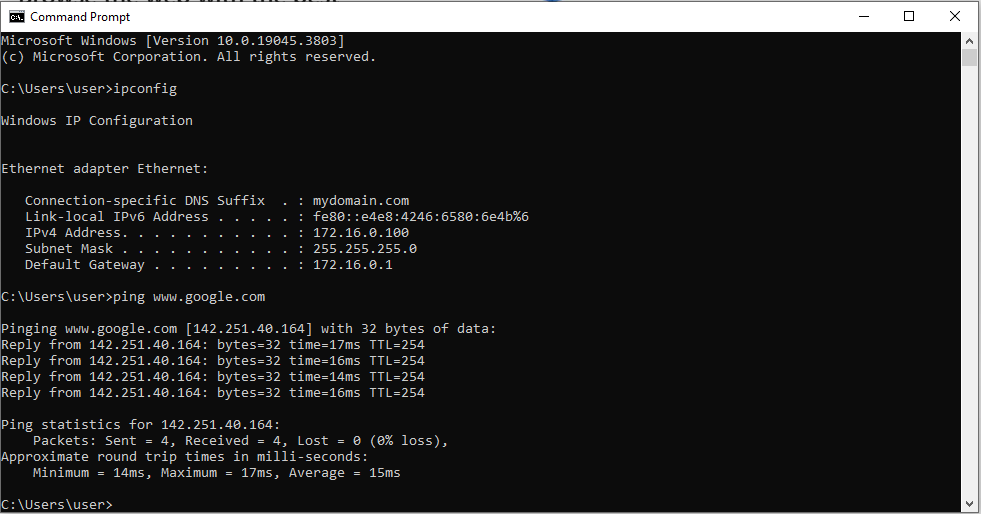 Command Prompt
Microsoft Windows [Version 10.0.19045.3803]
(c) Microsoft Corporation. All rights reserved.
C:\Users\user>ipconfig
Windows IP Configuration
Ethernet adapter Ethernet:
   Connection-specific DNS Suffix  . : mydomain.com
   Link-local IPv6 Address . . . . . : fe80::e4e8:4246:6580:6e4b%6
   IPv4 Address. . . . . . . . . . . : 172.16.0.100
   Subnet Mask . . . . . . . . . . . : 255.255.255.0
   Default Gateway . . . . . . . . . : 172.16.0.1
C:\Users\user>ping www.google.com
Pinging www.google.com [142.251.40.164] with 32 bytes of data:
Reply from 142.251.40.164: bytes=32 time=17ms TTL=254
Reply from 142.251.40.164: bytes=32 time=16ms TTL=254
Reply from 142.251.40.164: bytes=32 time=14ms TTL=254
Reply from 142.251.40.164: bytes=32 time=16ms TTL=254
Ping statistics for 142.251.40.164:
    Packets: Sent = 4, Received = 4, Lost = 0 (0% loss),
Approximate round trip times in milli-seconds:
    Minimum = 14ms, Maximum = 17ms, Average = 15ms
C:\Users\user>